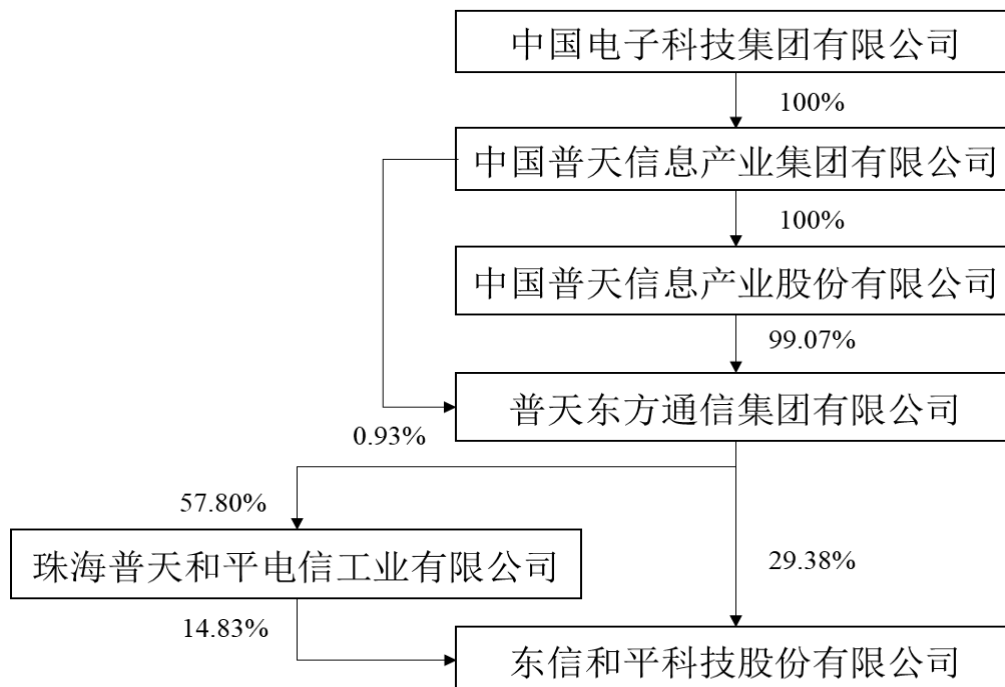 中国电子科技集团有限公司
100%
中国普天信息产业集团有限公司
100%
中国普天信息产业股份有限公司
99.07%
普天东方通信集团有限公司
0.93%
57.80%
珠海普天和平电信工业有限公司
29.38%
14.83%
东信和平科技股份有限公司